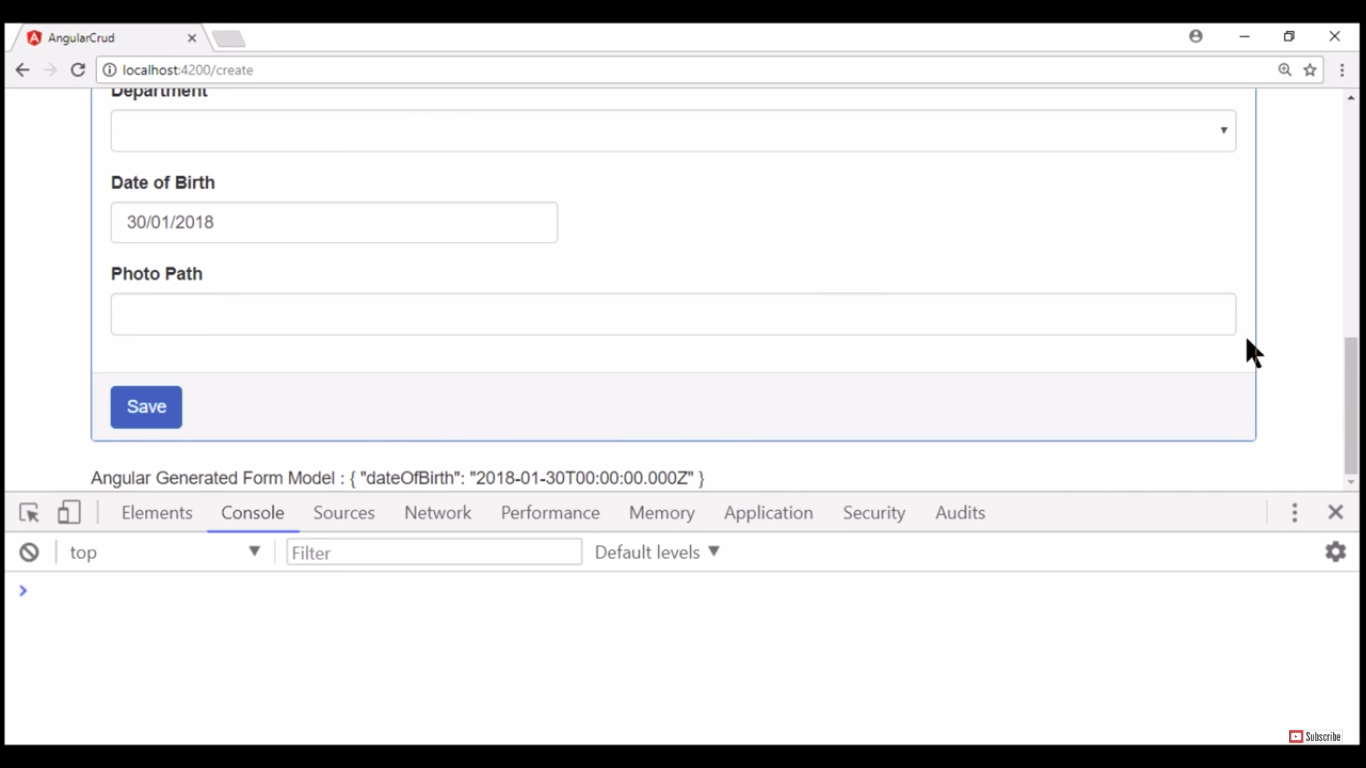 AngularCrud
localhost:4200/create
Department
Date of Birth
30/01/2018
Photo Path
Save
Angular Generated Form Model : { "dateOfBirth": "2018-01-30T00:00:00.000Z" }
Elements Console Sources Network Performance Memory Application Security Audits
top Filter Default levels
Subscribe